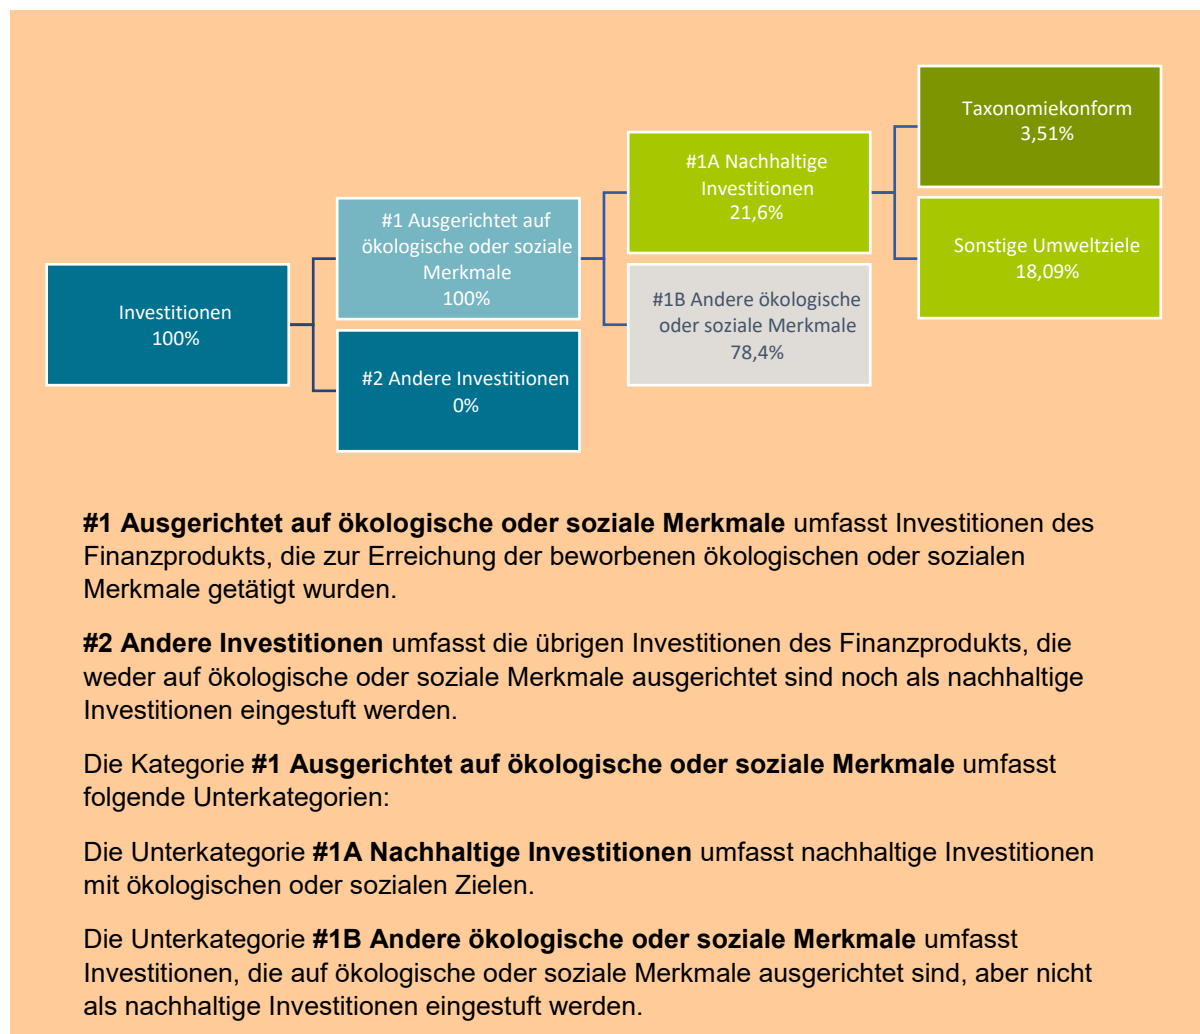 Taxonomiekonform
3,51%
#1A Nachhaltige
Investitionen
21,6%
#1 Ausgerichtet auf
ökologische oder soziale
Merkmale
100%
Sonstige Umweltziele
18,09%
Investitionen
100%
#1B Andere ökologische
oder soziale Merkmale
78,4%
#2 Andere Investitionen
0%
#1 Ausgerichtet auf ökologische oder soziale Merkmale umfasst Investitionen des
Finanzprodukts, die zur Erreichung der beworbenen ökologischen oder sozialen
Merkmale getätigt wurden.
#2 Andere Investitionen umfasst die übrigen Investitionen des Finanzprodukts, die
weder auf ökologische oder soziale Merkmale ausgerichtet sind noch als nachhaltige
Investitionen eingestuft werden.
Die Kategorie #1 Ausgerichtet auf ökologische oder soziale Merkmale umfasst
folgende Unterkategorien:
Die Unterkategorie #1A Nachhaltige Investitionen umfasst nachhaltige Investitionen
mit ökologischen oder sozialen Zielen.
Die Unterkategorie #1B Andere ökologische oder soziale Merkmale umfasst
Investitionen, die auf ökologische oder soziale Merkmale ausgerichtet sind, aber nicht
als nachhaltige Investitionen eingestuft werden.